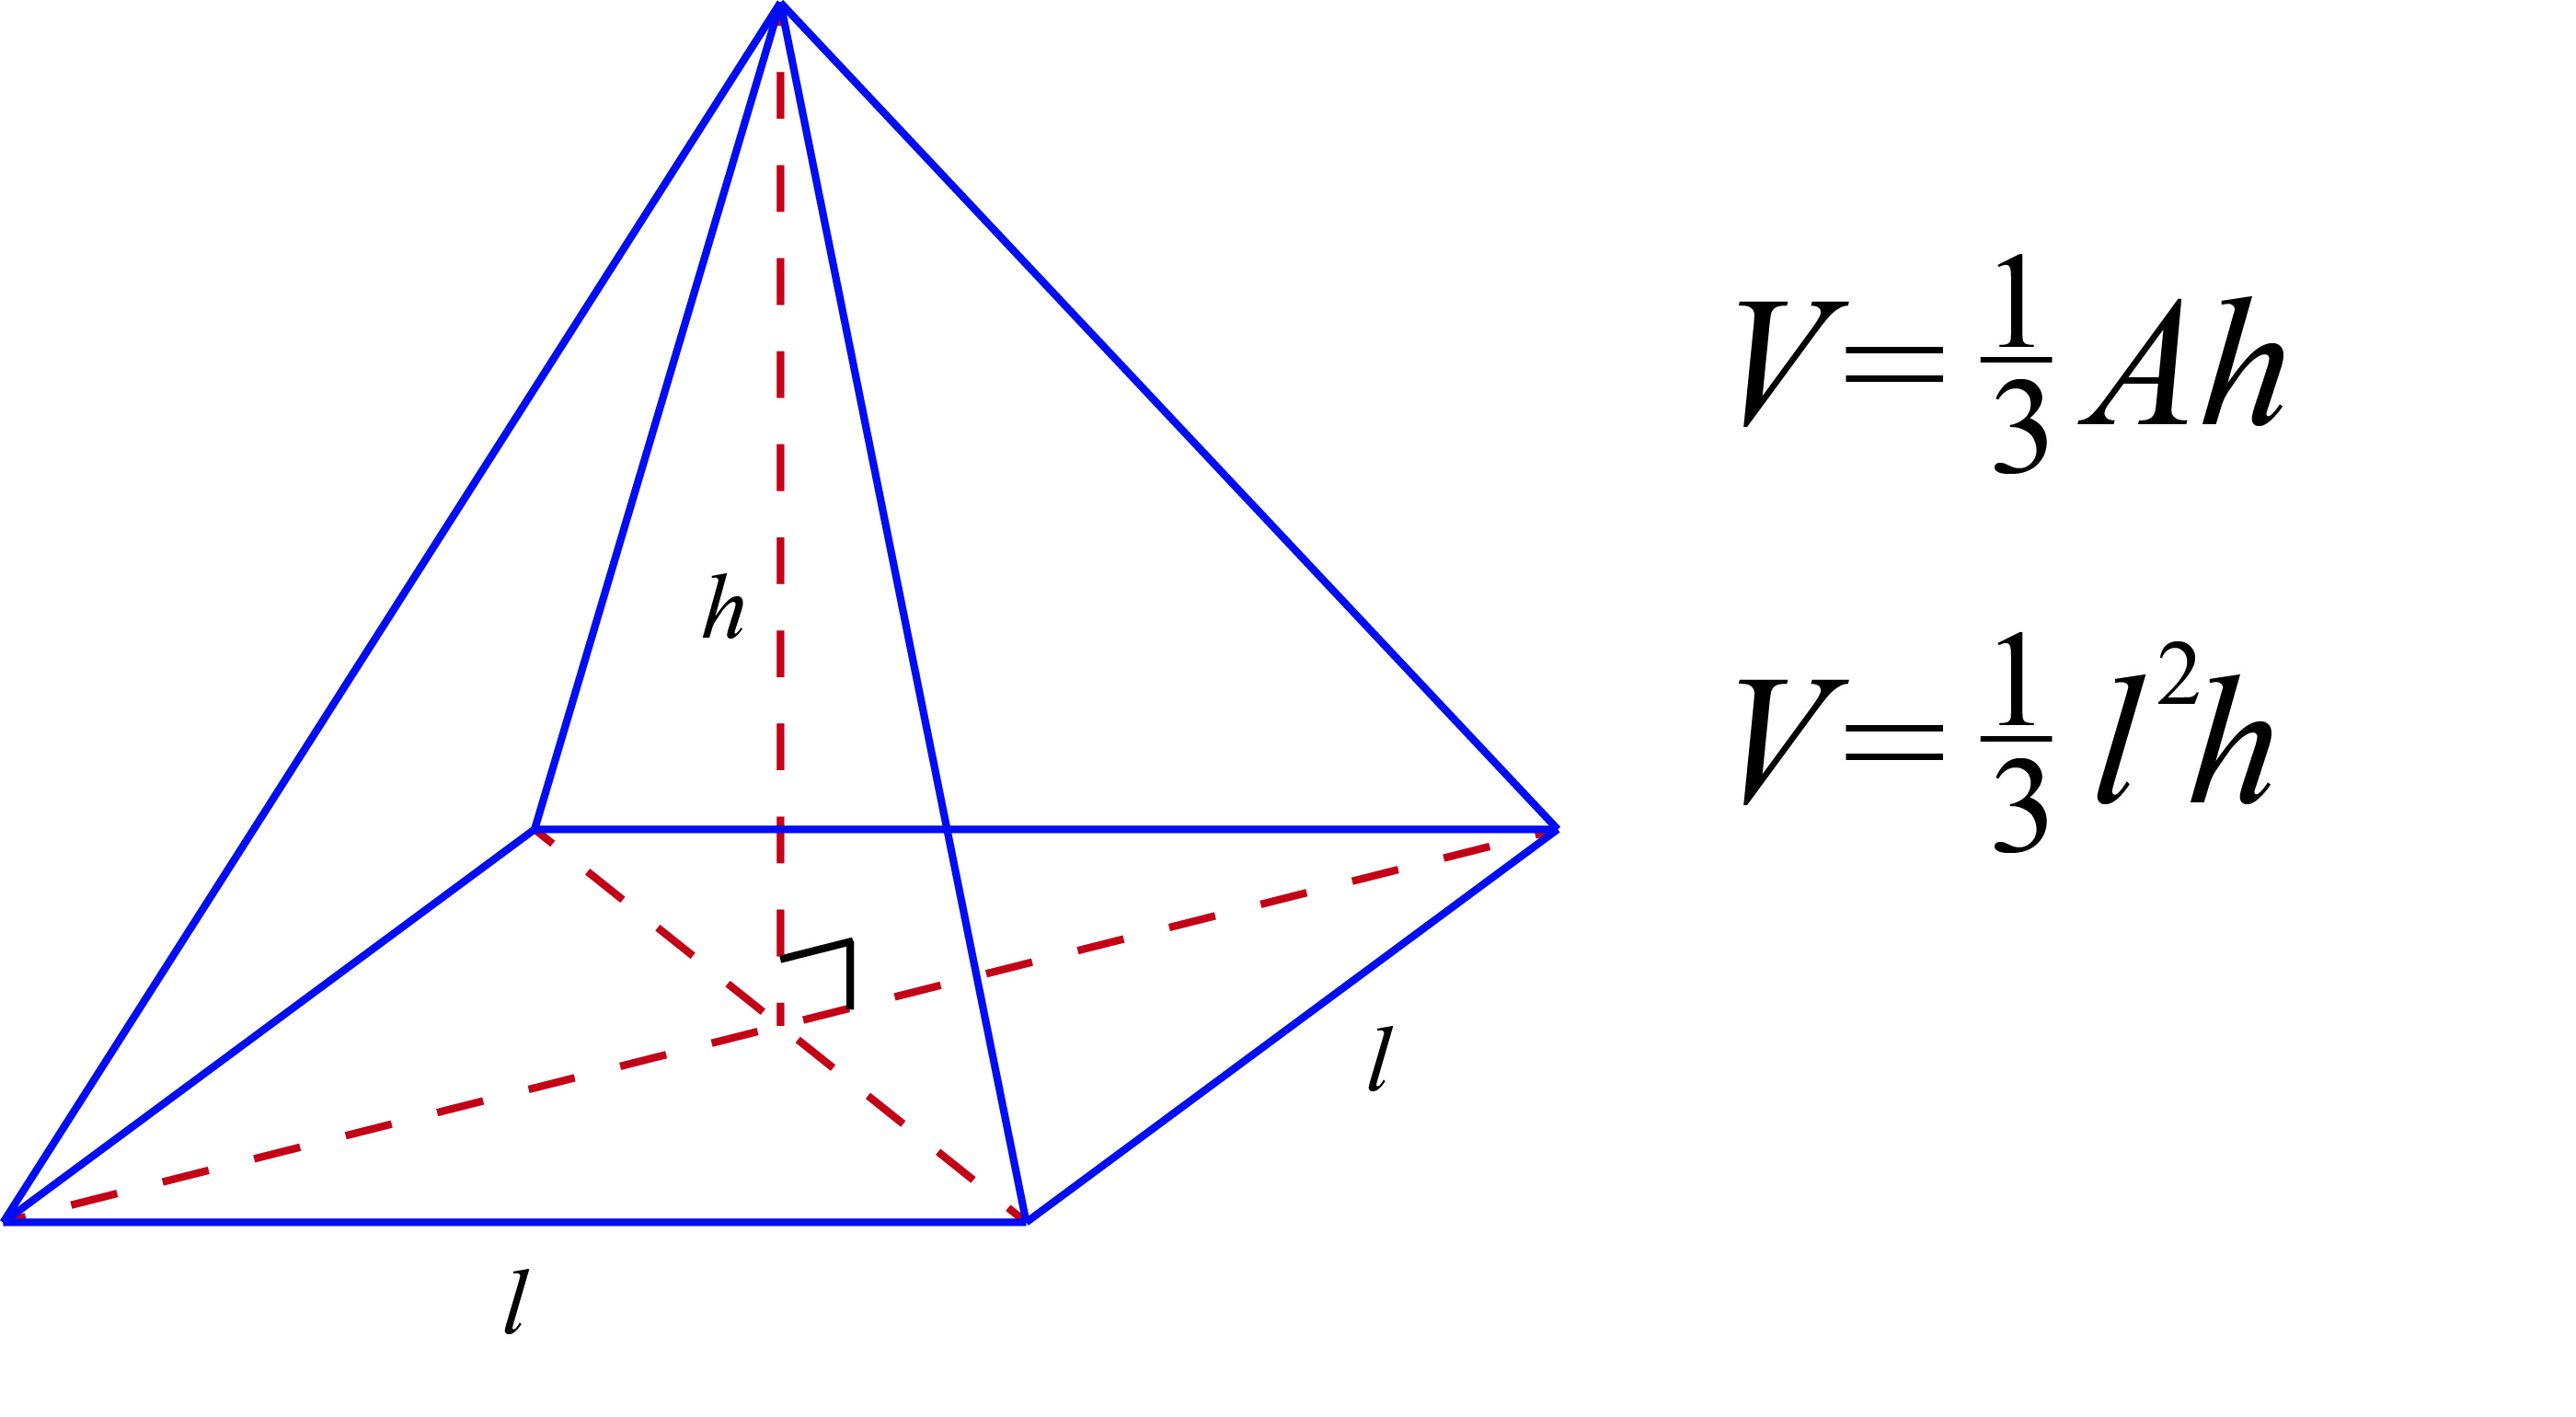 V = 1/3 Ah
h
V = 1/3 l²h
l
l